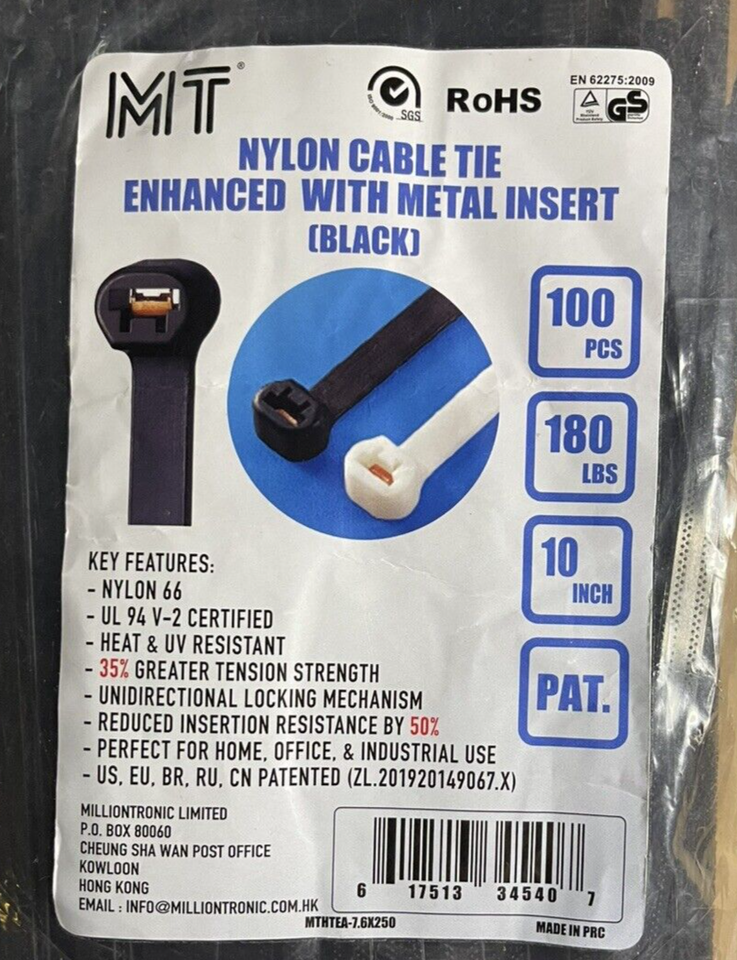 MT®
SGS
RoHS
EN 62275:2009
TÜV
GS
NYLON CABLE TIE
ENHANCED WITH METAL INSERT
(BLACK)
100
PCS
180
LBS
10
INCH
PAT.
KEY FEATURES:
- NYLON 66
- UL 94 V-2 CERTIFIED
- HEAT & UV RESISTANT
- 35% GREATER TENSION STRENGTH
- UNIDIRECTIONAL LOCKING MECHANISM
- REDUCED INSERTION RESISTANCE BY 50%
- PERFECT FOR HOME, OFFICE, & INDUSTRIAL USE
- US, EU, BR, RU, CN PATENTED (ZL.201920149067.X)
MILLIONTRONIC LIMITED
P.O. BOX 80060
CHEUNG SHA WAN POST OFFICE
KOWLOON
HONG KONG
EMAIL : INFO@MILLIONTRONIC.COM.HK
6 17513 34540 7
MTHTEA-7.6X250
MADE IN PRC